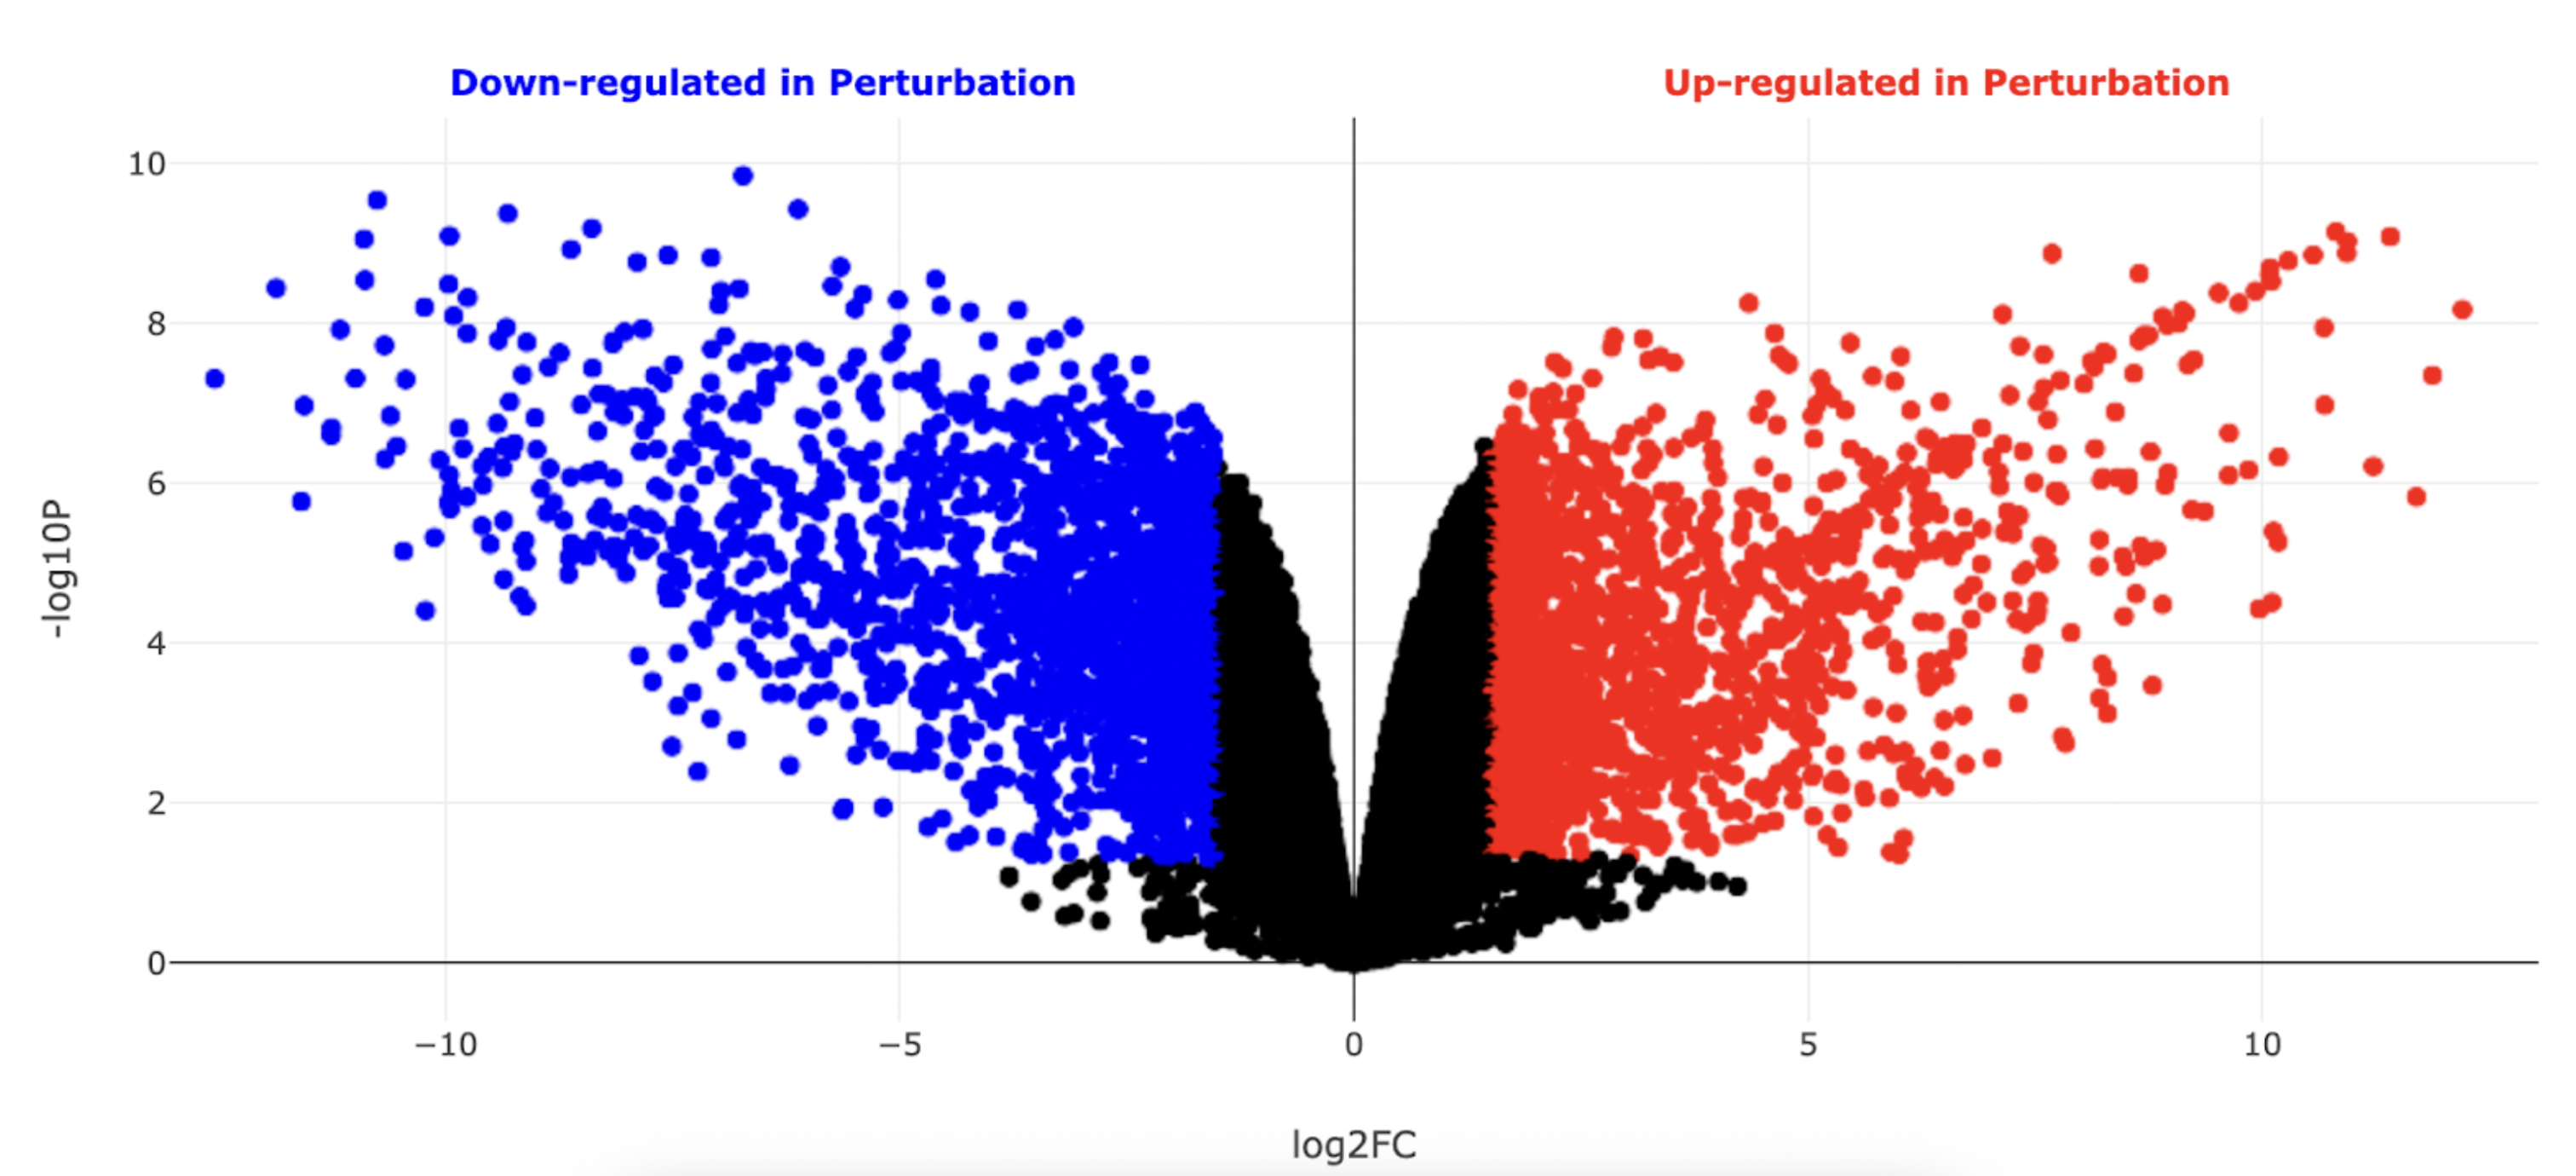 Down-regulated in Perturbation
Up-regulated in Perturbation
10
8
6
4
2
0
-log10P
−10
−5
0
5
10
log2FC